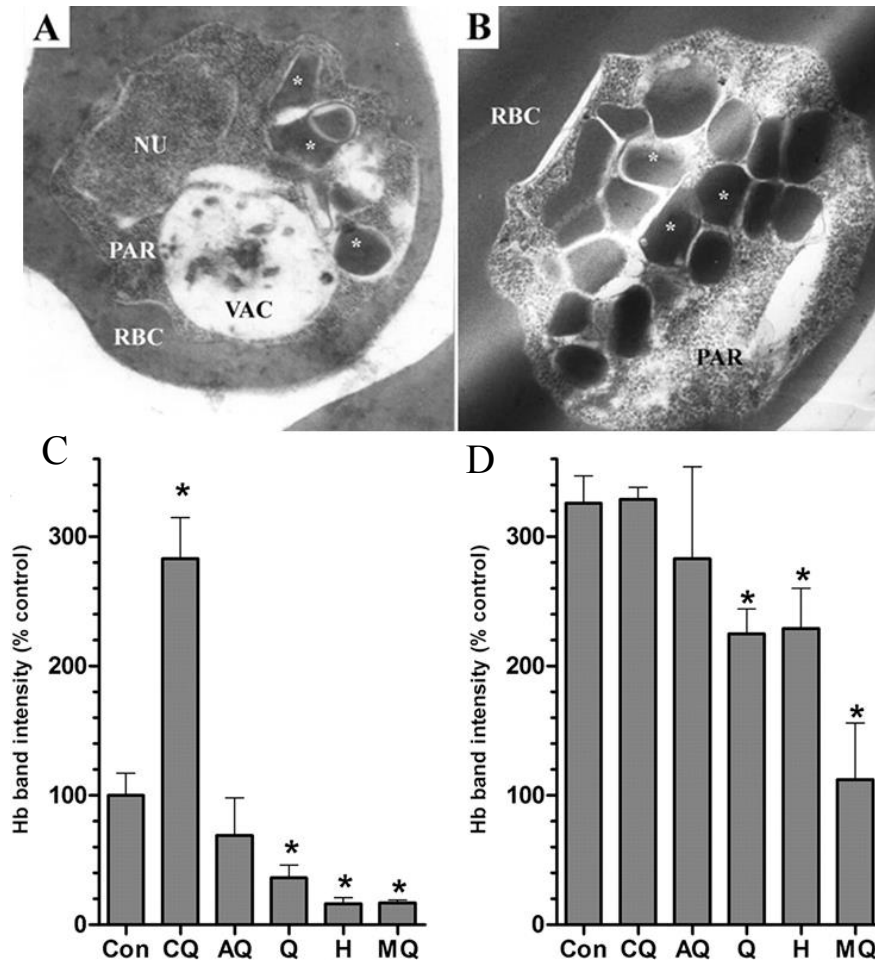 A
*
*
NU
*
PAR
VAC
RBC
B
RBC
*
*
*
PAR
C
Hb band intensity (% control)
300
200
100
0
*
*
*
*
Con CQ AQ Q H MQ
D
Hb band intensity (% control)
300
200
100
0
*
*
*
Con CQ AQ Q H MQ